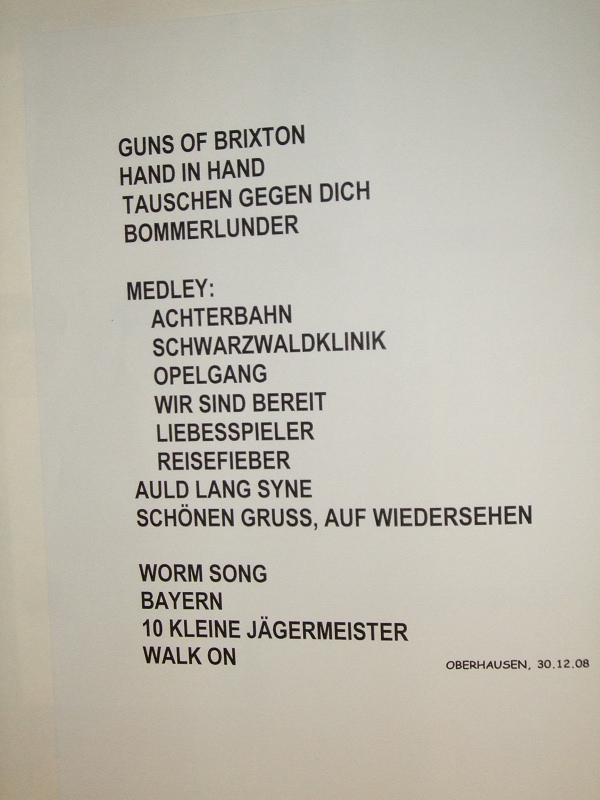 GUNS OF BRIXTON
HAND IN HAND
TAUSCHEN GEGEN DICH
BOMMERLUNDER
MEDLEY:
ACHTERBAHN
SCHWARZWALDKLINIK
OPELGANG
WIR SIND BEREIT
LIEBESSPIELER
REISEFIEBER
AULD LANG SYNE
SCHÖNEN GRUSS, AUF WIEDERSEHEN
WORM SONG
BAYERN
10 KLEINE JÄGERMEISTER
WALK ON
OBERHAUSEN, 30.12.08